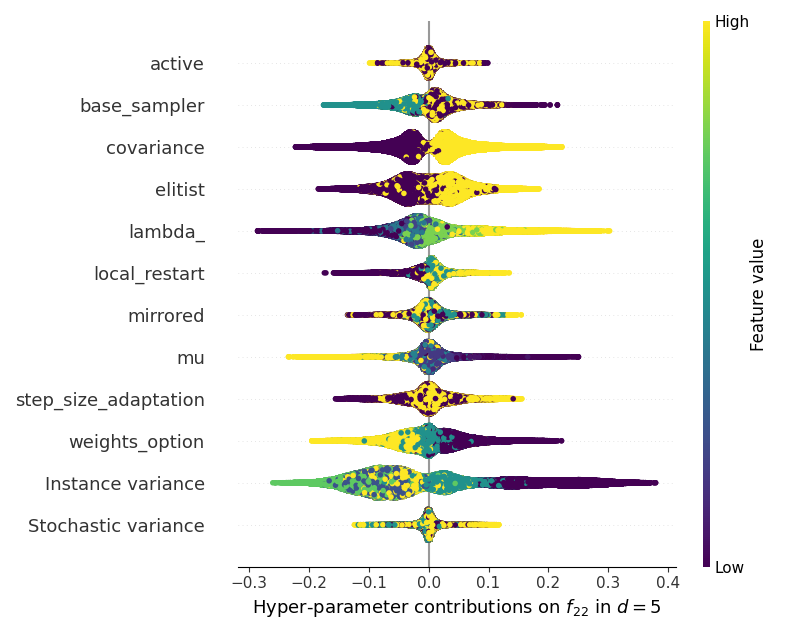 High
active
base_sampler
covariance
elitist
lambda_
local_restart
mirrored
mu
step_size_adaptation
weights_option
Instance variance
Stochastic variance
Feature value
Low
−0.3 −0.2 −0.1 0.0 0.1 0.2 0.3 0.4
Hyper-parameter contributions on f₂₂ in d = 5